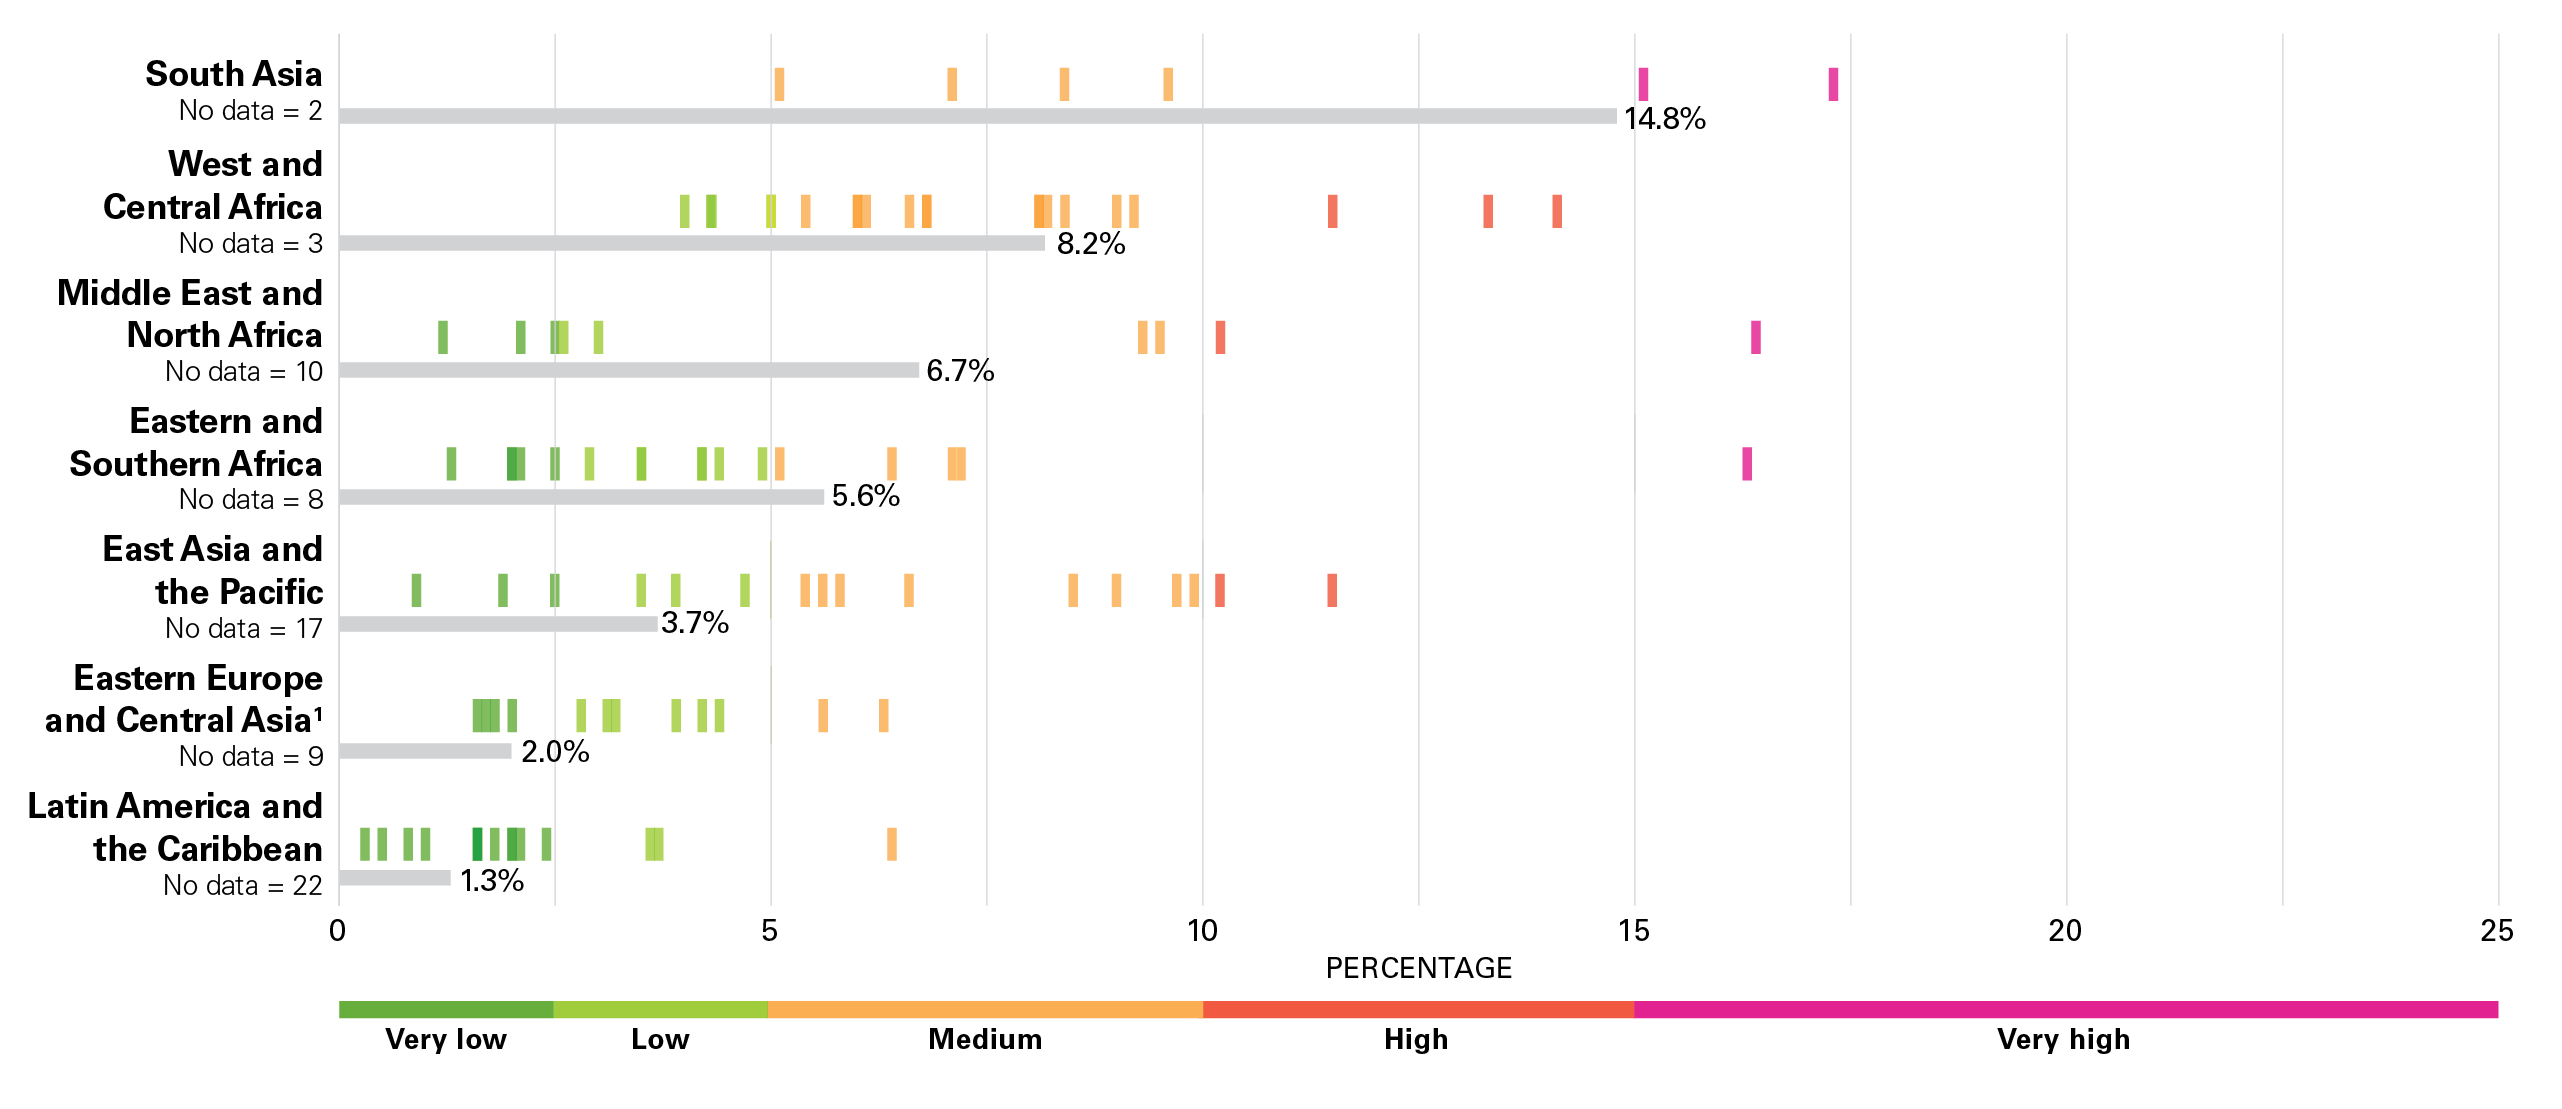 South Asia
No data = 2
14.8%
West and
Central Africa
No data = 3
8.2%
Middle East and
North Africa
No data = 10
6.7%
Eastern and
Southern Africa
No data = 8
5.6%
East Asia and
the Pacific
No data = 17
3.7%
Eastern Europe
and Central Asia¹
No data = 9
2.0%
Latin America and
the Caribbean
No data = 22
1.3%
0 5 10 15 20 25
PERCENTAGE
Very low Low Medium High Very high